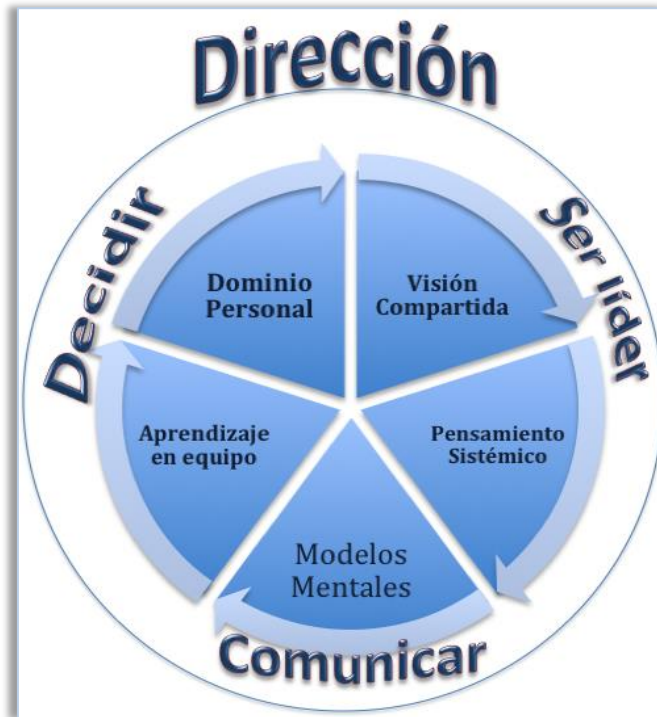 Dirección
Decidir
Ser líder
Dominio
Personal
Visión
Compartida
Aprendizaje
en equipo
Pensamiento
Sistémico
Modelos
Mentales
Comunicar